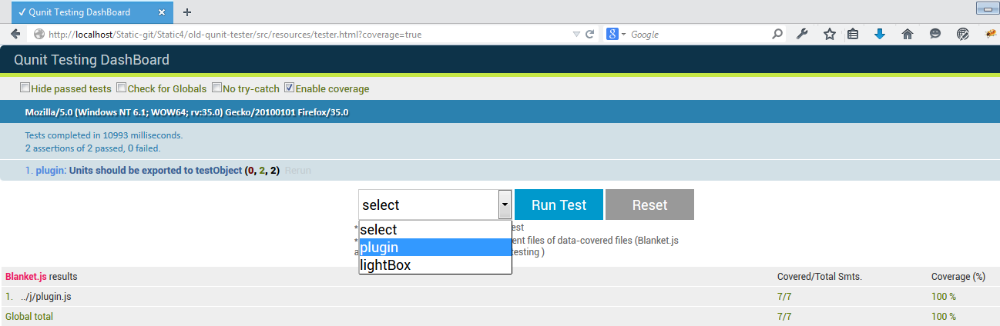 ✓ Qunit Testing DashBoard
http://localhost/Static-git/Static4/old-qunit-tester/src/resources/tester.html?coverage=true
Google
Qunit Testing DashBoard
Hide passed tests Check for Globals No try-catch Enable coverage
Mozilla/5.0 (Windows NT 6.1; WOW64; rv:35.0) Gecko/20100101 Firefox/35.0
Tests completed in 10993 milliseconds.
2 assertions of 2 passed, 0 failed.
1. plugin: Units should be exported to testObject (0, 2, 2) Rerun
select Run Test Reset
select
plugin
lightBox
* est
* ent files of data-covered files (Blanket.js
a testing )
Blanket.js results Covered/Total Smts. Coverage (%)
1. ../j/plugin.js 7/7 100 %
Global total 7/7 100 %